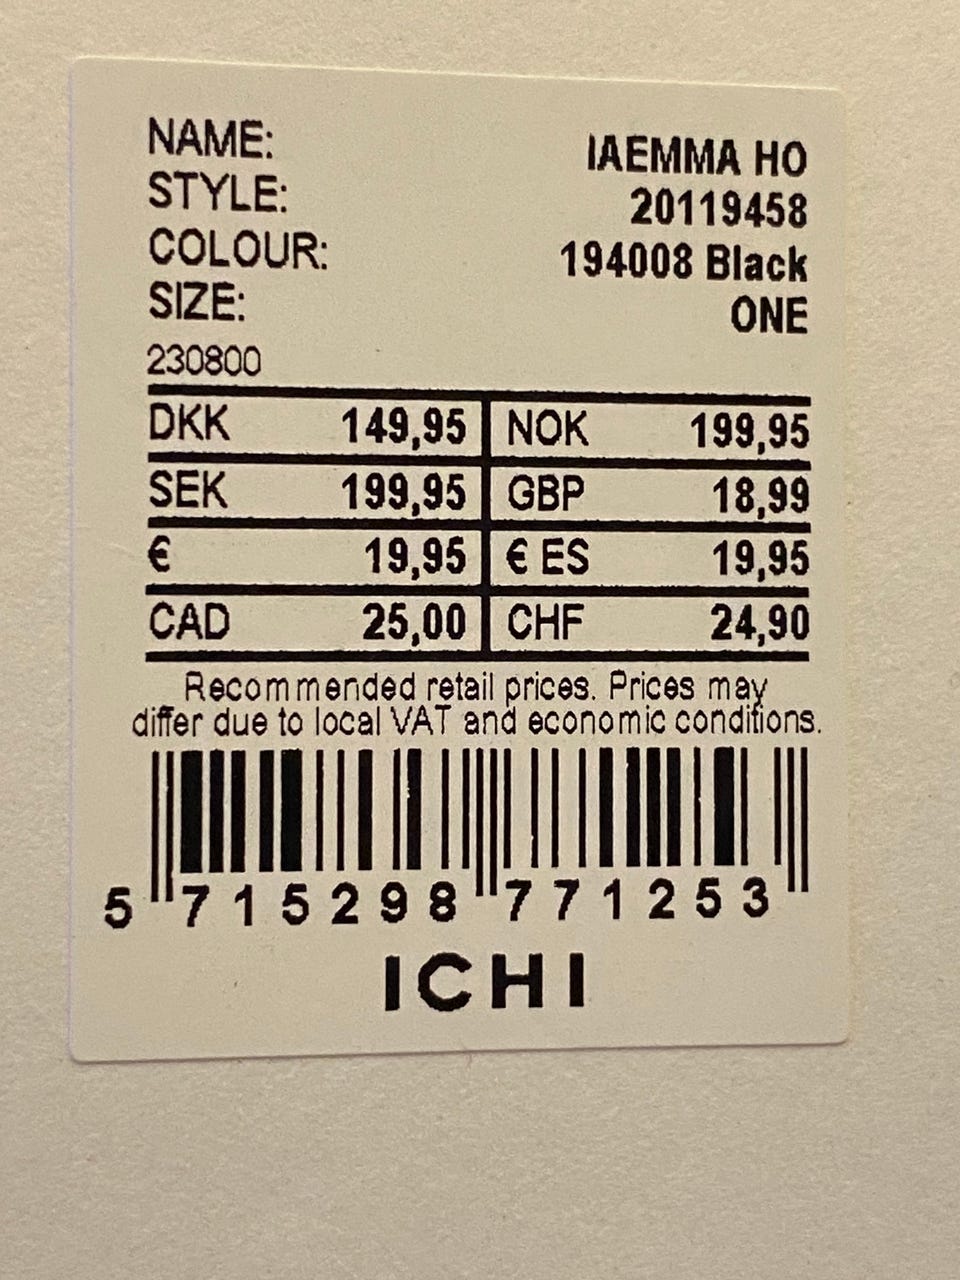 NAME: IAEMMA HO
STYLE: 20119458
COLOUR: 194008 Black
SIZE: ONE
230800
DKK 149,95 NOK 199,95
SEK 199,95 GBP 18,99
€ 19,95 € ES 19,95
CAD 25,00 CHF 24,90
Recommended retail prices. Prices may
differ due to local VAT and economic conditions.
5 715298 771253
ICHI